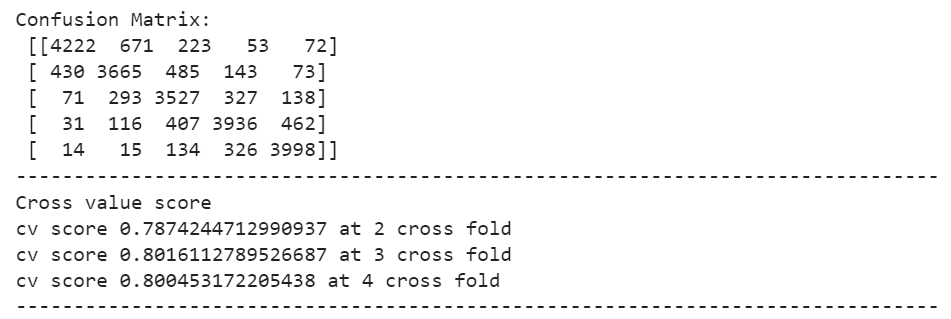 Confusion Matrix:
[[4222 671 223 53 72]
[ 430 3665 485 143 73]
[ 71 293 3527 327 138]
[ 31 116 407 3936 462]
[ 14 15 134 326 3998]]
--------------------------------------------------------------------------------
Cross value score
cv score 0.7874244712990937 at 2 cross fold
cv score 0.8016112789526687 at 3 cross fold
cv score 0.800453172205438 at 4 cross fold
--------------------------------------------------------------------------------